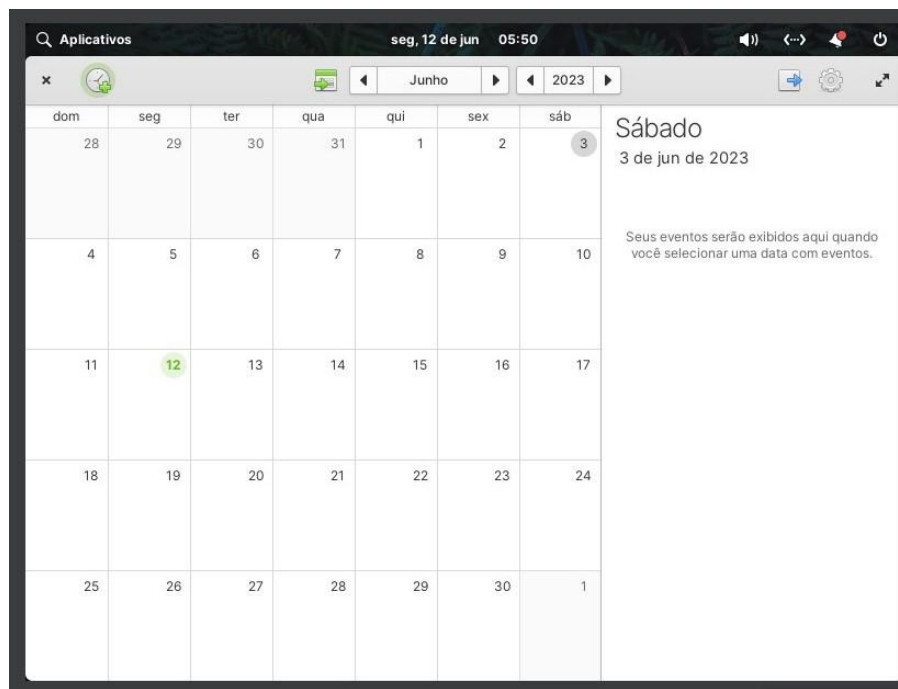 Aplicativos seg, 12 de jun 05:50
Junho 2023
dom seg ter qua qui sex sáb
28 29 30 31 1 2 3
4 5 6 7 8 9 10
11 12 13 14 15 16 17
18 19 20 21 22 23 24
25 26 27 28 29 30 1
Sábado
3 de jun de 2023
Seus eventos serão exibidos aqui quando
você selecionar uma data com eventos.